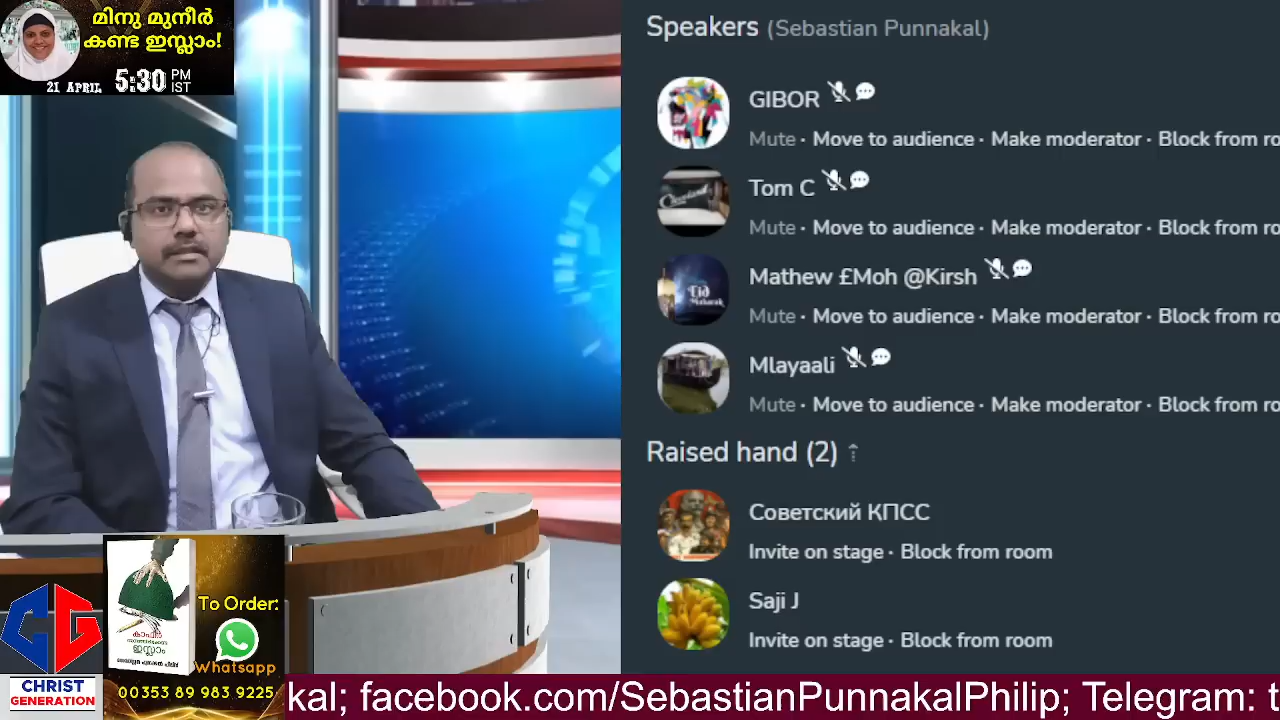 മിനു മുനീർ
കണ്ട ഇസ്ലാം!
21 APRIL 5:30 PM IST
Speakers (Sebastian Punnakal)
GIBOR
Mute · Move to audience · Make moderator · Block from ro
Tom C
Mute · Move to audience · Make moderator · Block from ro
Mathew £Moh @Kirsh
Mute · Move to audience · Make moderator · Block from ro
Mlayaali
Mute · Move to audience · Make moderator · Block from ro
Raised hand (2)
Советский КПСС
Invite on stage · Block from room
Saji J
Invite on stage · Block from room
കാഫിർ
ഇസ്ലാം
To Order:
Whatsapp
00353 89 983 9225
CG
CHRIST
GENERATION
kal; facebook.com/SebastianPunnakalPhilip; Telegram: t